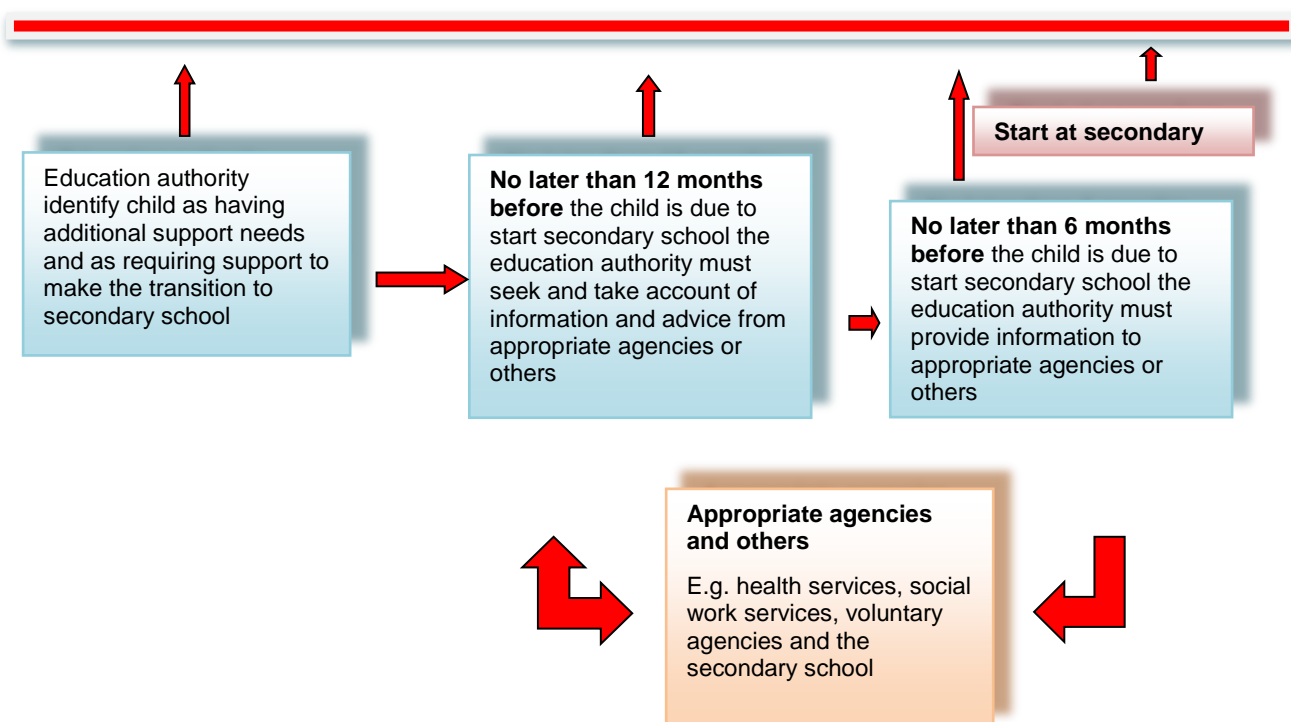 Education authority
identify child as having
additional support needs
and as requiring support to
make the transition to
secondary school
No later than 12 months
before the child is due to
start secondary school the
education authority must
seek and take account of
information and advice from
appropriate agencies or
others
Start at secondary
No later than 6 months
before the child is due to
start secondary school the
education authority must
provide information to
appropriate agencies or
others
Appropriate agencies
and others
E.g. health services, social
work services, voluntary
agencies and the
secondary school